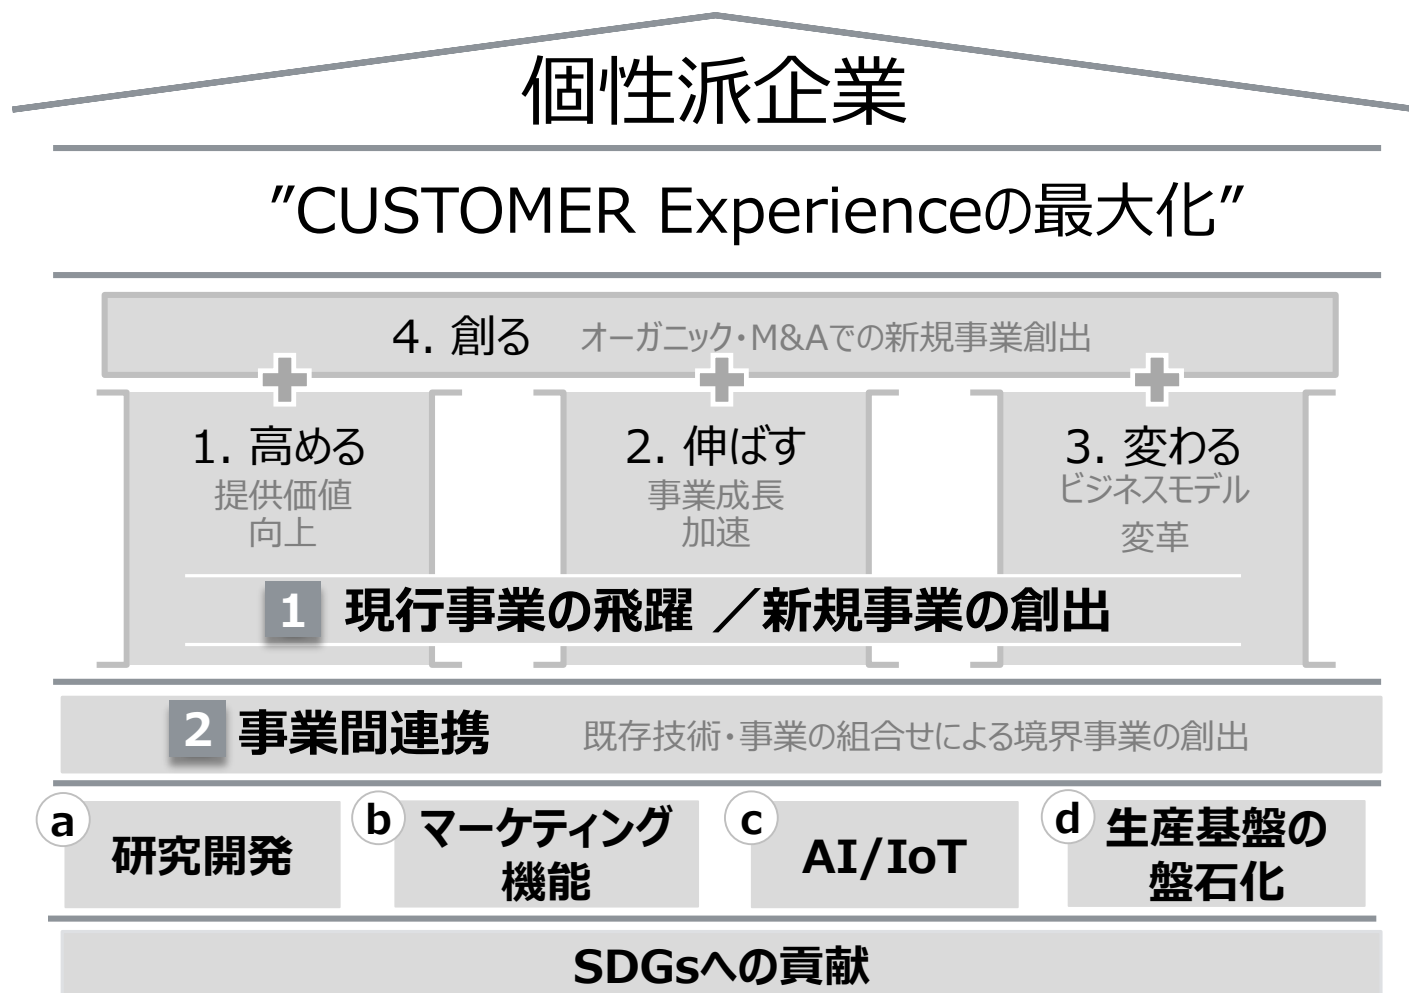 個性派企業
”CUSTOMER Experienceの最大化”
4. 創る オーガニック・M&Aでの新規事業創出
1. 高める
提供価値
向上
2. 伸ばす
事業成長
加速
3. 変わる
ビジネスモデル
変革
1 現行事業の飛躍 ／新規事業の創出
2 事業間連携 既存技術・事業の組合せによる境界事業の創出
a
研究開発
b
マーケティング
機能
c
AI/IoT
d
生産基盤の
盤石化
SDGsへの貢献